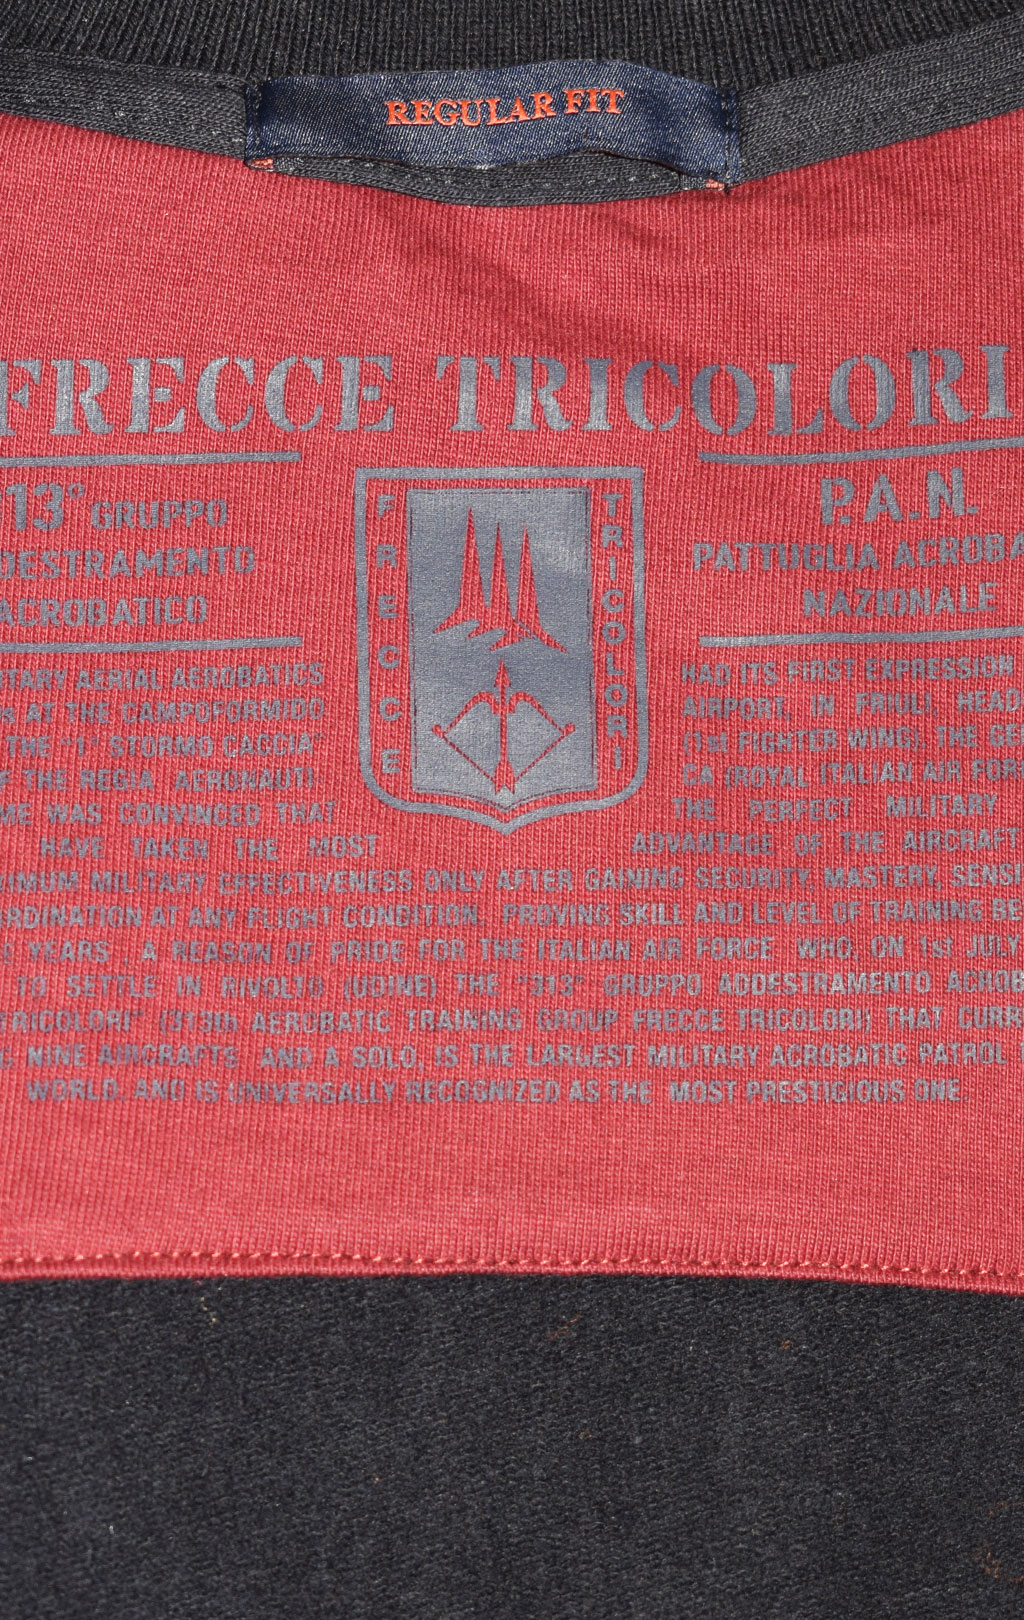 REGULAR FIT
FRECCE TRICOLORI
313° GRUPPO
DDESTRAMENTO
ACROBATICO
FRECCE
TRICOLORI
P.A.N.
PATTUGLIA ACROBA
NAZIONALE
TARY AERIAL AEROBATICS HAD ITS FIRST EXPRESSION
AT THE CAMPOFORMIDO AIRPORT, IN FRIULI, HEAD
THE "1° STORMO CACCIA" (1st FIGHTER WING). THE GE
F THE REGIA AERONAUTI- CA (ROYAL ITALIAN AIR FOR
ME WAS CONVINCED THAT THE PERFECT MILITARY
HAVE TAKEN THE MOST ADVANTAGE OF THE AIRCRAFT
XIMUM MILITARY EFFECTIVENESS ONLY AFTER GAINING SECURITY, MASTERY, SENSI
RDINATION AT ANY FLIGHT CONDITION. PROVING SKILL AND LEVEL OF TRAINING BE
E YEARS, A REASON OF PRIDE FOR THE ITALIAN AIR FORCE WHO, ON 1st JULY
TO SETTLE IN RIVOLTO (UDINE) THE "313° GRUPPO ADDESTRAMENTO ACROB
TRICOLORI" (313th AEROBATIC TRAINING GROUP FRECCE TRICOLORI) THAT CURR
NINE AIRCRAFTS AND A SOLO, IS THE LARGEST MILITARY ACROBATIC PATROL
WORLD, AND IS UNIVERSALLY RECOGNIZED AS THE MOST PRESTIGIOUS ONE.